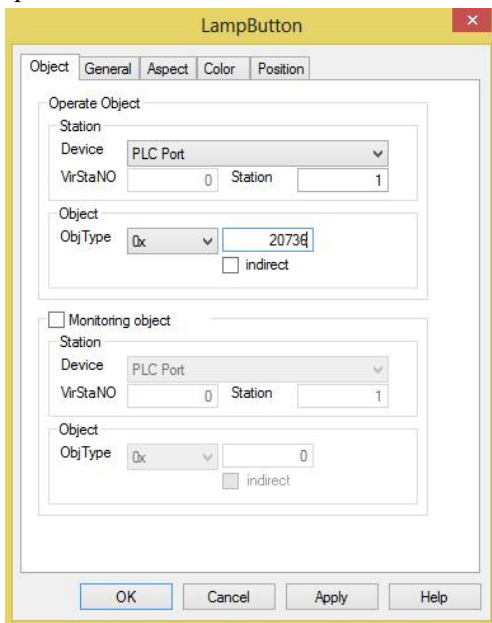 LampButton
Object General Aspect Color Position
Operate Object
Station
Device PLC Port
VirStaNO 0 Station 1
Object
ObjType 0x 20736
indirect
Monitoring object
Station
Device PLC Port
VirStaNO 0 Station 1
Object
ObjType 0x 0
indirect
OK Cancel Apply Help